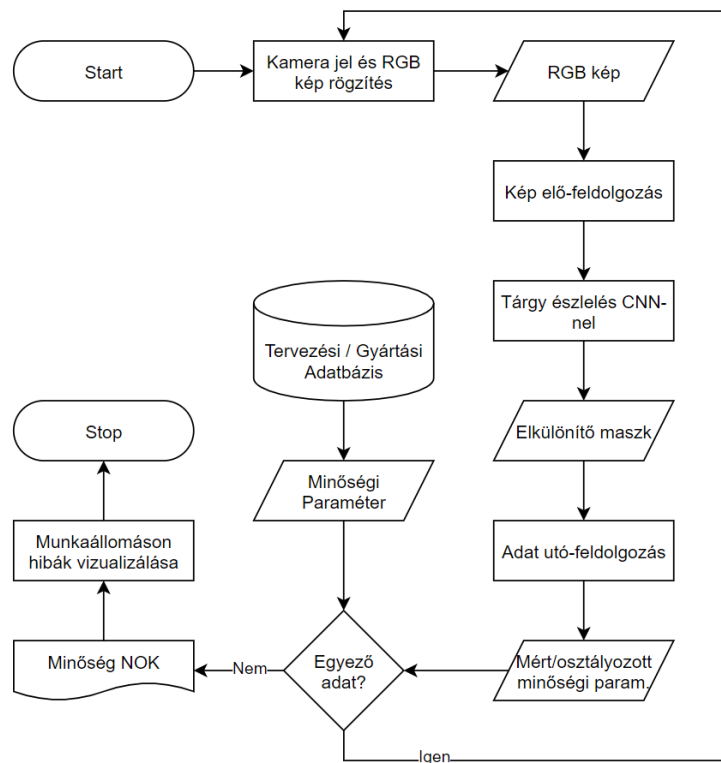 Start
Kamera jel és RGB
kép rögzítés
RGB kép
Kép elő-feldolgozás
Tárgy észlelés CNN-
nel
Tervezési / Gyártási
Adatbázis
Stop
Elkülönítő maszk
Minőségi
Paraméter
Munkaállomáson
hibák vizualizálása
Adat utó-feldolgozás
Minőség NOK
Nem
Egyező
adat?
Mért/osztályozott
minőségi param.
Igen